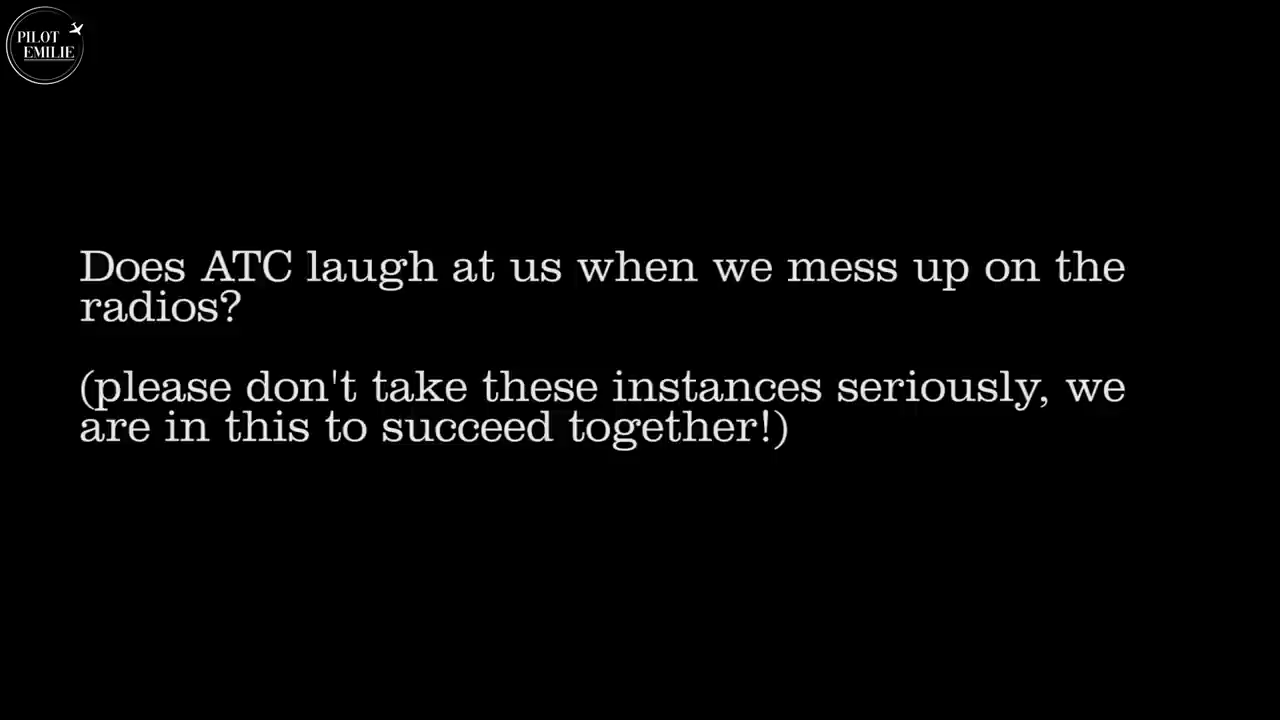 PILOT
EMILIE
Does ATC laugh at us when we mess up on the
radios?
(please don't take these instances seriously, we
are in this to succeed together!)